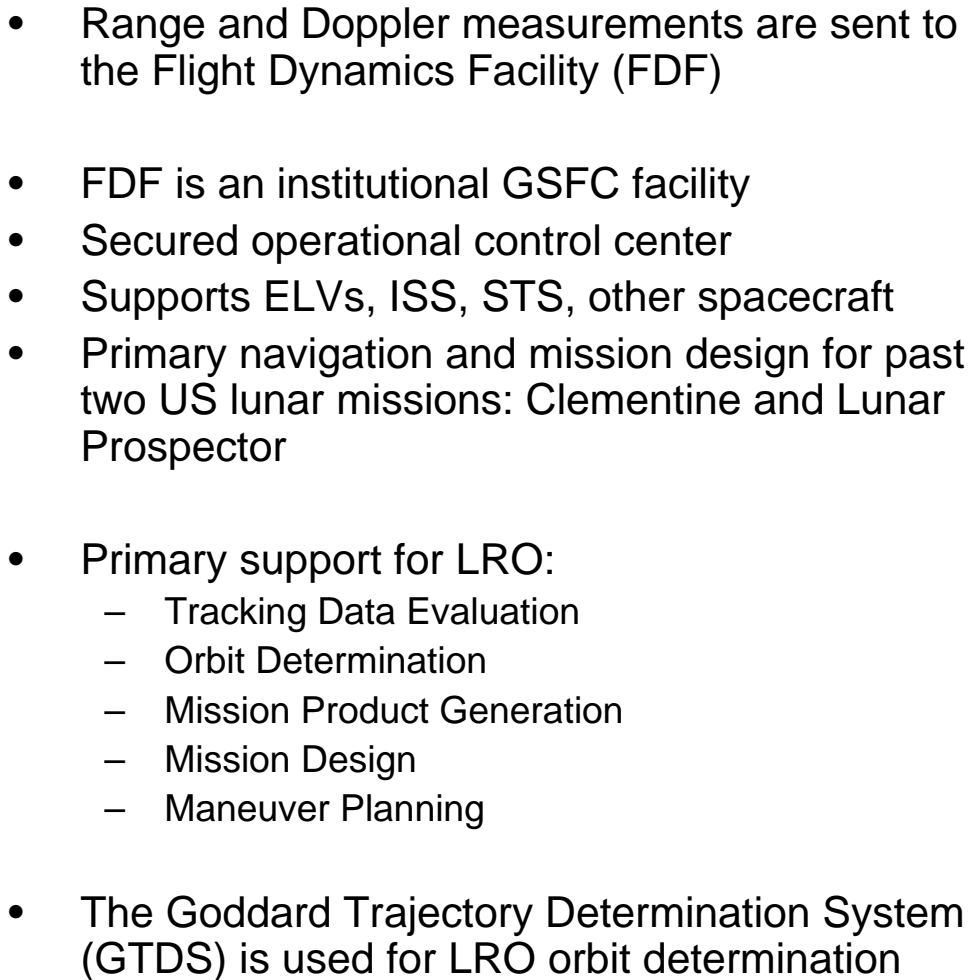 • Range and Doppler measurements are sent to
the Flight Dynamics Facility (FDF)
• FDF is an institutional GSFC facility
• Secured operational control center
• Supports ELVs, ISS, STS, other spacecraft
• Primary navigation and mission design for past
two US lunar missions: Clementine and Lunar
Prospector
• Primary support for LRO:
– Tracking Data Evaluation
– Orbit Determination
– Mission Product Generation
– Mission Design
– Maneuver Planning
• The Goddard Trajectory Determination System
(GTDS) is used for LRO orbit determination